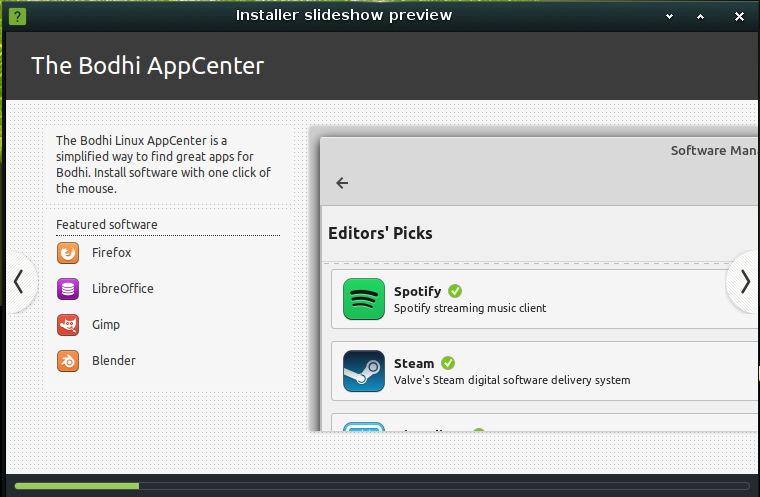 Installer slideshow preview
The Bodhi AppCenter
The Bodhi Linux AppCenter is a
simplified way to find great apps for
Bodhi. Install software with one click of
the mouse.
Featured software
Firefox
LibreOffice
Gimp
Blender
Software Man
Editors' Picks
Spotify
Spotify streaming music client
Steam
Valve's Steam digital software delivery system